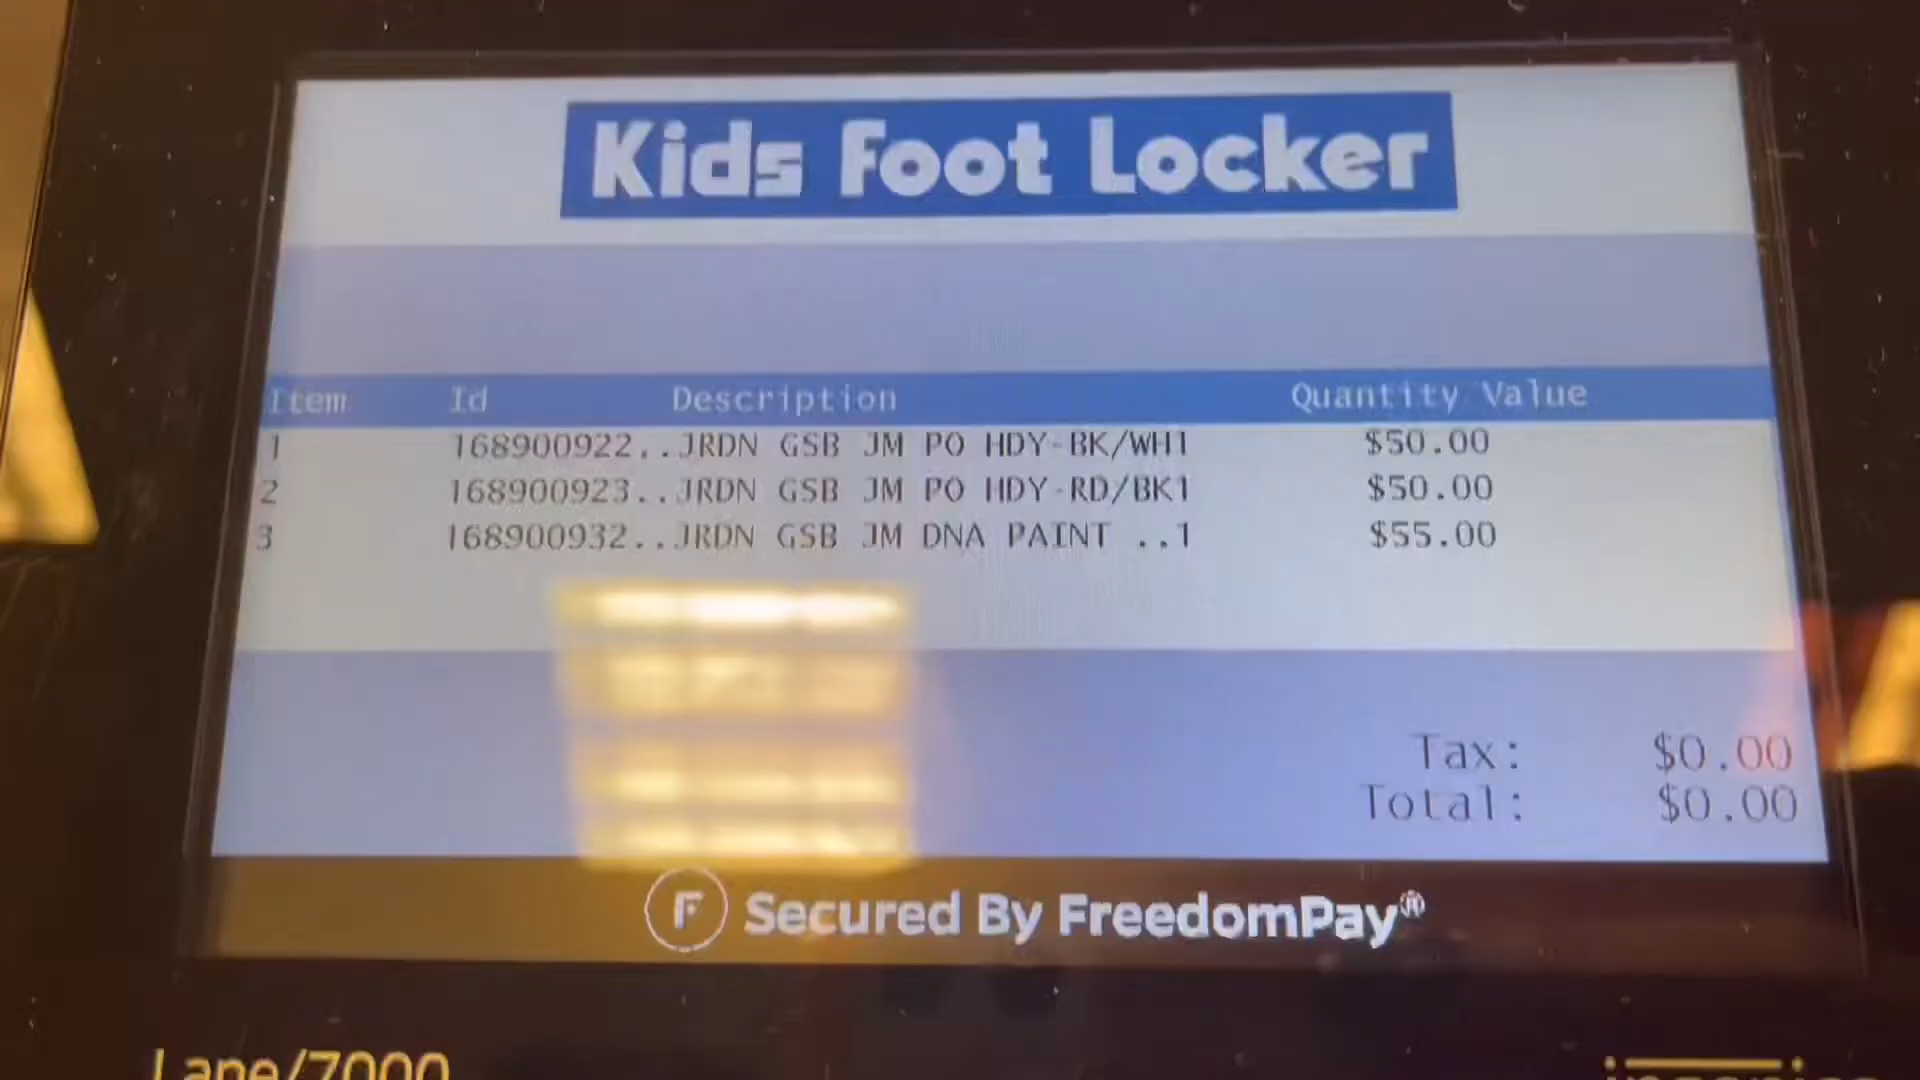 Kids Foot Locker
Item Id Description Quantity Value
1 168900922..JRDN GSB JM PO HDY-BK/WH1 $50.00
2 168900923..JRDN GSB JM PO HDY-RD/BK1 $50.00
3 168900932..JRDN GSB JM DNA PAINT ..1 $55.00
Tax: $0.00
Total: $0.00
F Secured By FreedomPay®
Lane/7000